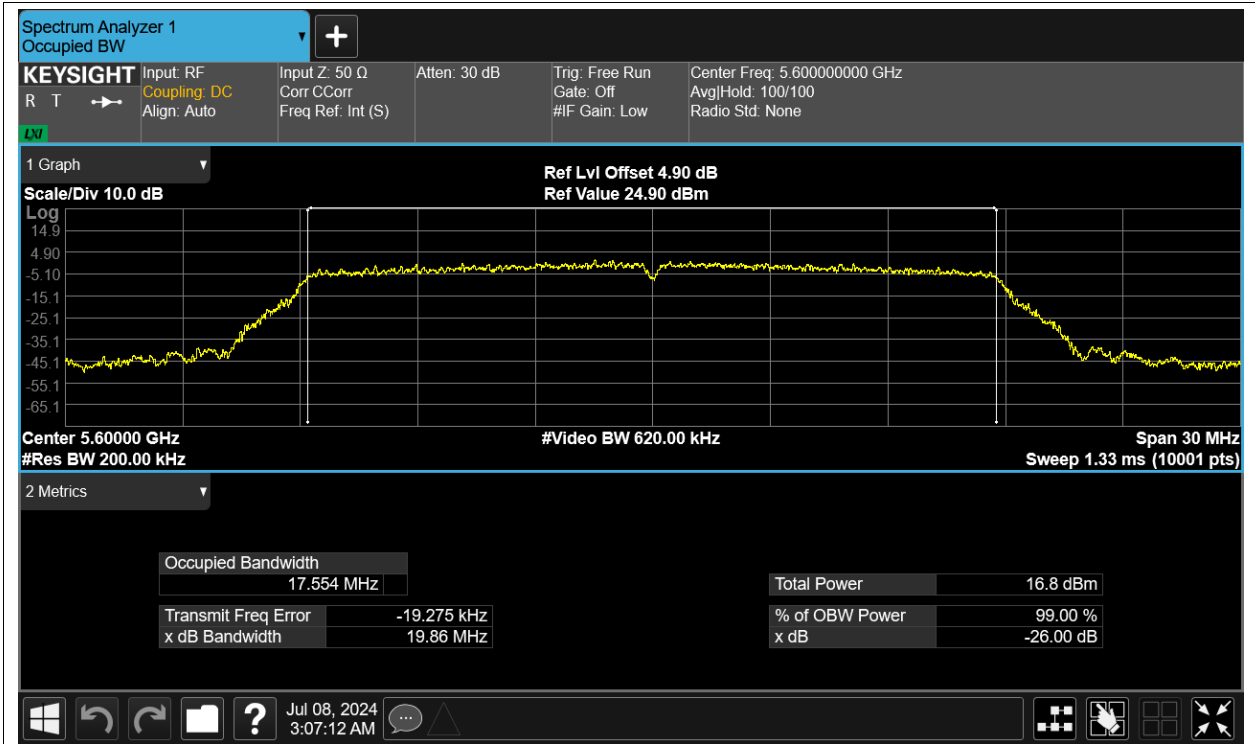 Spectrum Analyzer 1
Occupied BW
KEYSIGHT
R T
LXI
Input: RF
Coupling: DC
Align: Auto
Input Z: 50 Ω
Corr CCorr
Freq Ref: Int (S)
Atten: 30 dB
Trig: Free Run
Gate: Off
#IF Gain: Low
Center Freq: 5.600000000 GHz
Avg|Hold: 100/100
Radio Std: None
1 Graph
Scale/Div 10.0 dB
Ref Lvl Offset 4.90 dB
Ref Value 24.90 dBm
Log
14.9
4.90
-5.10
-15.1
-25.1
-35.1
-45.1
-55.1
-65.1
Center 5.60000 GHz
#Video BW 620.00 kHz
Span 30 MHz
#Res BW 200.00 kHz
Sweep 1.33 ms (10001 pts)
2 Metrics
Occupied Bandwidth
17.554 MHz
Total Power 16.8 dBm
Transmit Freq Error -19.275 kHz
% of OBW Power 99.00 %
x dB Bandwidth 19.86 MHz
x dB -26.00 dB
?
Jul 08, 2024
3:07:12 AM